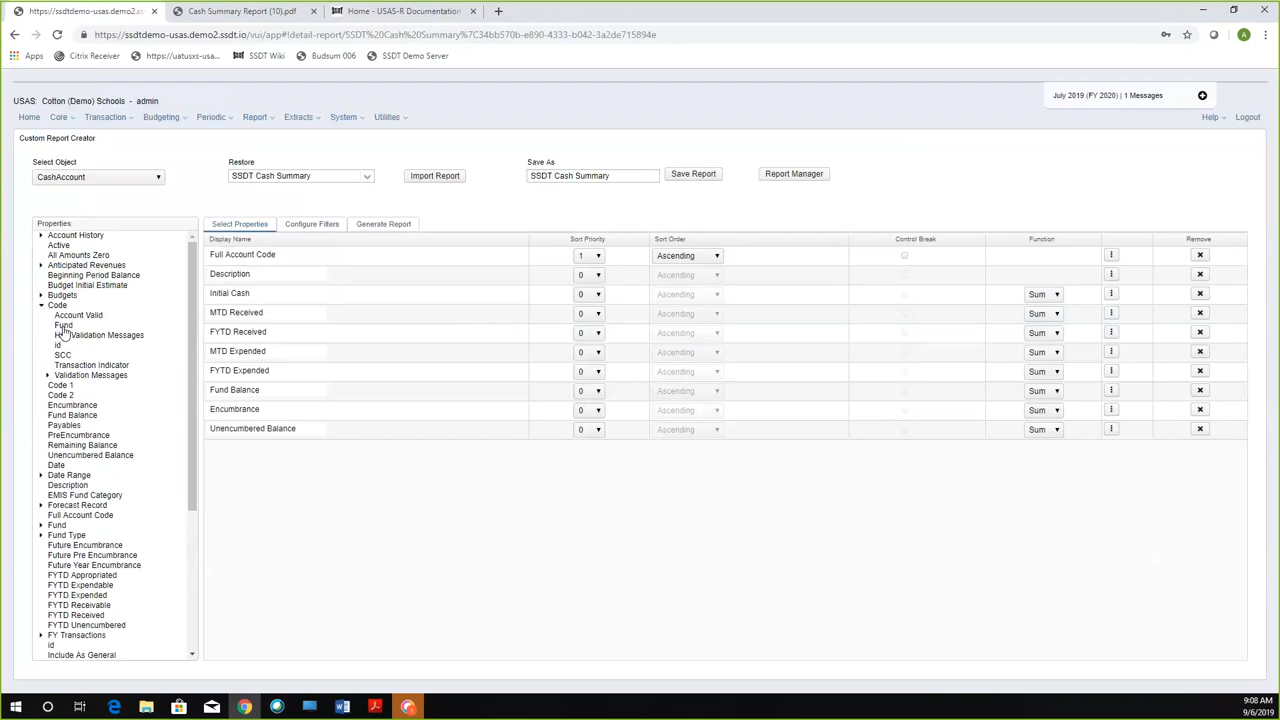 https://ssdtdemo-usas.demo2.ss
Cash Summary Report (10).pdf
Home - USAS-R Documentation
https://ssdtdemo-usas.demo2.ssdt.io/vui/app#!detail-report/SSDT%20Cash%20Summary%7C34bb570b-e890-4333-b042-3a2de715894e
Apps
Citrix Receiver
https://uatusxs-usa...
SSDT Wiki
Budsum 006
SSDT Demo Server
July 2019 (FY 2020) | 1 Messages
USAS: Cotton (Demo) Schools - admin
Home Core Transaction Budgeting Periodic Report Extracts System Utilities Help Logout
Custom Report Creator
Select Object Restore Save As
CashAccount SSDT Cash Summary Import Report SSDT Cash Summary Save Report Report Manager
Properties:
Account History
Active
All Amounts Zero
Anticipated Revenues
Beginning Period Balance
Budget Initial Estimate
Budgets
Code
Account Valid
Fund
Validation Messages
id
SCC
Transaction Indicator
Validation Messages
Code 1
Code 2
Encumbrance
Fund Balance
Payables
PreEncumbrance
Remaining Balance
Unencumbered Balance
Date
Date Range
Description
EMIS Fund Category
Forecast Record
Full Account Code
Fund
Fund Type
Future Encumbrance
Future Pre Encumbrance
Future Year Encumbrance
FYTD Appropriated
FYTD Expendable
FYTD Expended
FYTD Receivable
FYTD Received
FYTD Unencumbered
FY Transactions
id
Include As General
Select Properties Configure Filters Generate Report
Display Name Sort Priority Sort Order Control Break Function Remove
Full Account Code 1 Ascending
Description 0 Ascending
Initial Cash 0 Ascending Sum
MTD Received 0 Ascending Sum
FYTD Received 0 Ascending Sum
MTD Expended 0 Ascending Sum
FYTD Expended 0 Ascending Sum
Fund Balance 0 Ascending Sum
Encumbrance 0 Ascending Sum
Unencumbered Balance 0 Ascending Sum
9:08 AM
9/6/2019